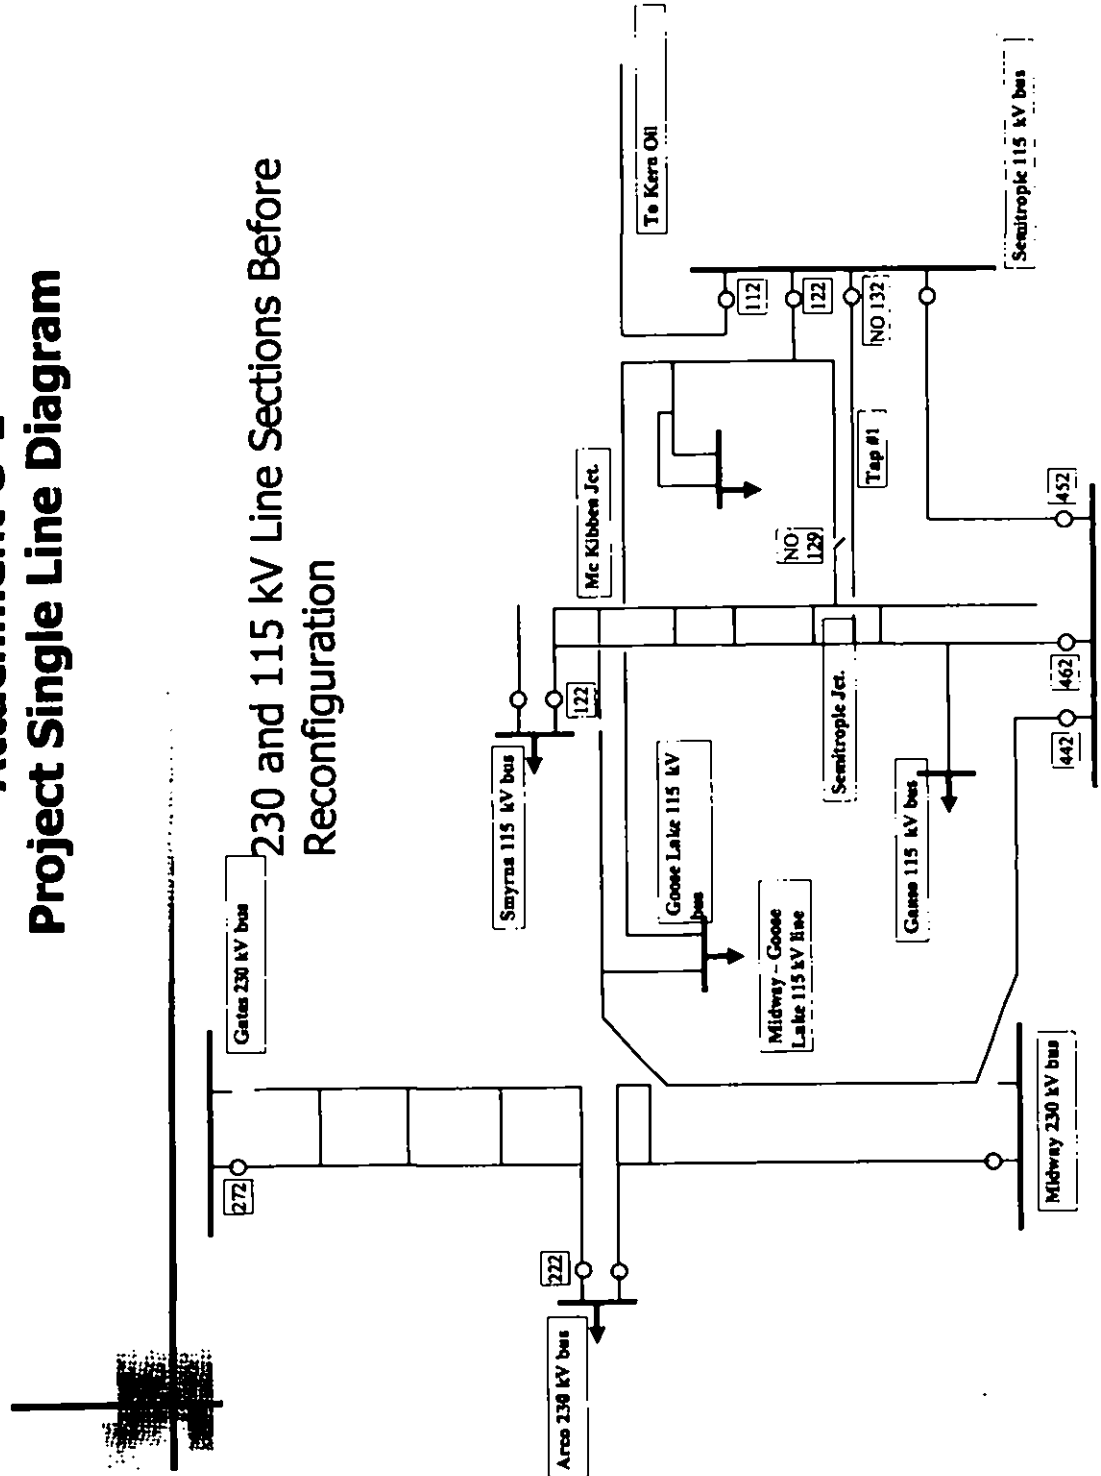 Project Single Line Diagram
230 and 115 kV Line Sections Before
Reconfiguration
Gates 230 kV bus
272
Arco 230 kV bus
222
Midway 230 kV bus
Smyrna 115 kV bus
122
Goose Lake 115 kV
bus
Midway - Goose
Lake 115 kV line
Ganso 115 kV bus
Semitropic Jct.
Mc Kibben Jct.
NO
129
Tap #1
To Kern Oil
112
122
NO 132
Semitropic 115 kV bus
442
462
452